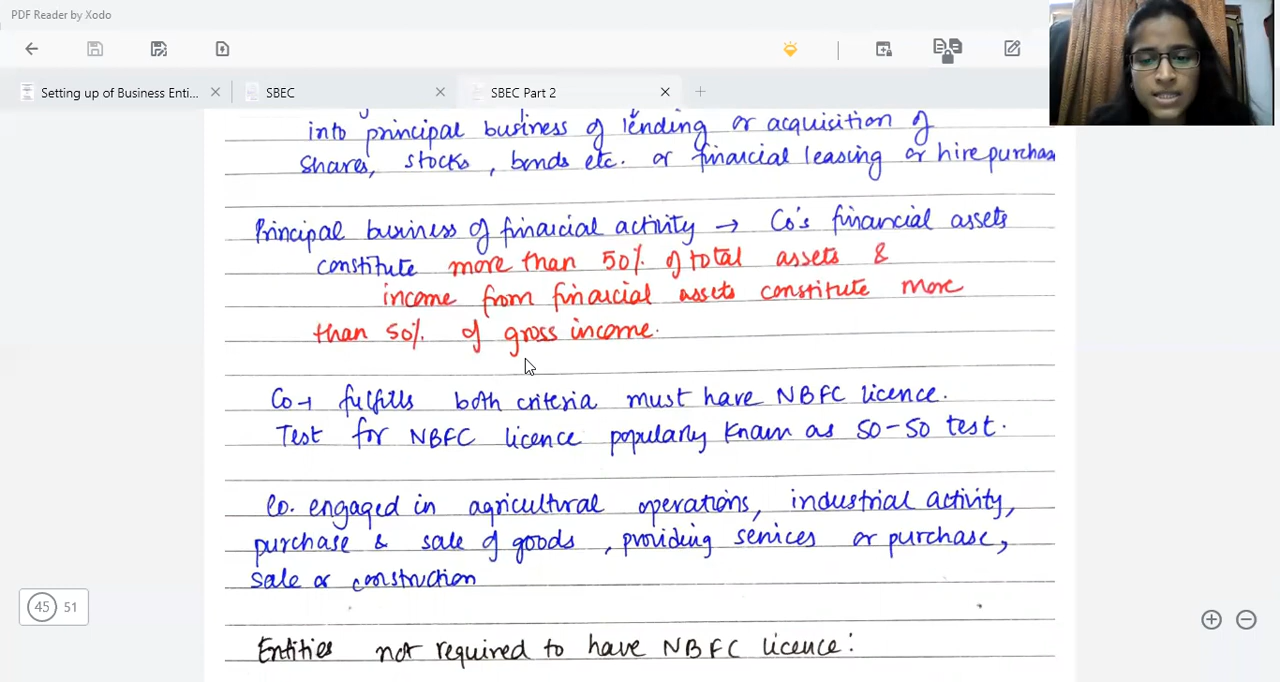 PDF Reader by Xodo
Setting up of Business Enti...
SBEC
SBEC Part 2
into principal business of lending or acquisition of
shares, stocks, bonds etc. or financial leasing or hire purchas
Principal business of financial activity → Co's financial assets
constitute more than 50% of total assets &
income from financial assets constitute more
than 50% of gross income.
Co → fulfills both criteria must have NBFC licence.
Test for NBFC licence popularly known as 50-50 test.
Co. engaged in agricultural operations, industrial activity,
purchase & sale of goods, providing services or purchase,
sale or construction
Entities not required to have NBFC licence:
45 51